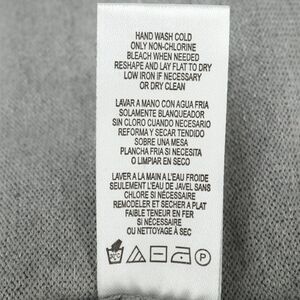 HAND WASH COLD
ONLY NON-CHLORINE
BLEACH WHEN NEEDED
RESHAPE AND LAY FLAT TO DRY
LOW IRON IF NECESSARY
OR DRY CLEAN
LAVAR A MANO CON AGUA FRIA
SOLAMENTE BLANQUEADOR
SIN CLORO CUANDO NECESARIO
REFORMA Y SECAR TENDIDO
SOBRE UNA MESA
PLANCHA FRIA SI NECESITA
O LIMPIAR EN SECO
LAVER A LA MAIN A L'EAU FROIDE
SEULEMENT L'EAU DE JAVEL SANS
CHLORE SI NÉCESSAIRE
REMODELER ET SECHER A PLAT
FAIBLE TENEUR EN FER
SI NÉCESSAIRE
OU NETTOYAGE À SEC
P